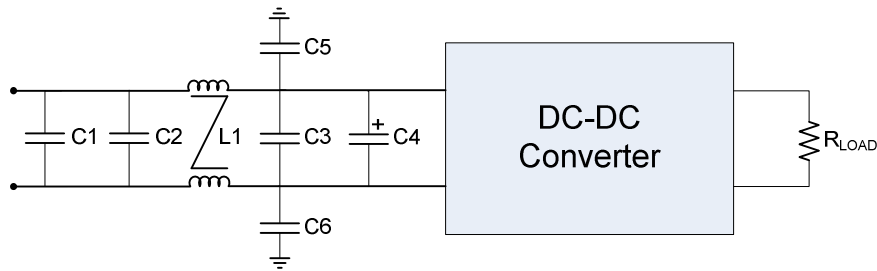 C5
C1
C2
L1
C3
+
C4
DC-DC
Converter
RLOAD
C6